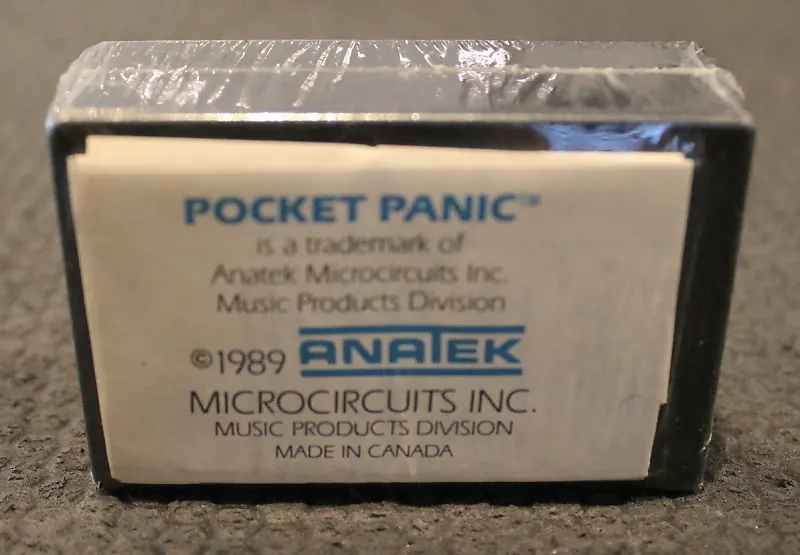 POCKET PANIC™
is a trademark of
Anatek Microcircuits Inc.
Music Products Division
©1989 ANATEK
MICROCIRCUITS INC.
MUSIC PRODUCTS DIVISION
MADE IN CANADA